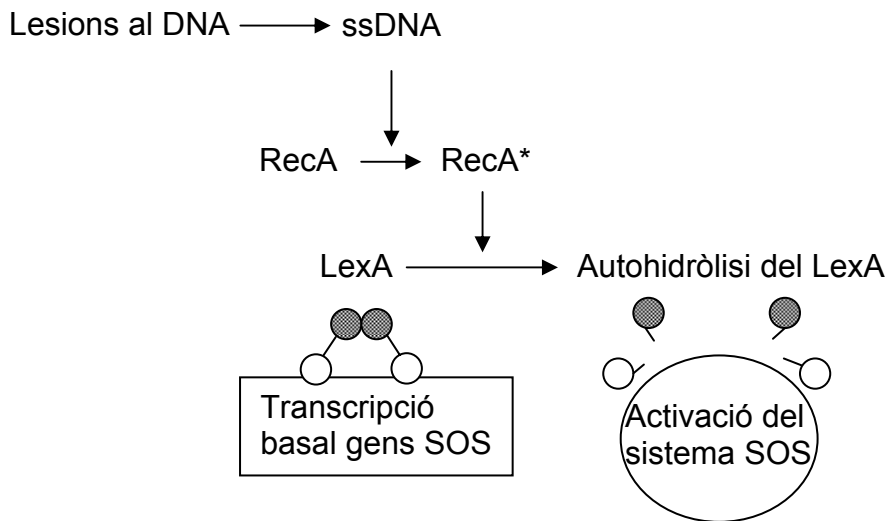 Lesions al DNA ssDNA
RecA RecA*
LexA Autohidròlisi del LexA
Transcripció
basal gens SOS
Activació del
sistema SOS